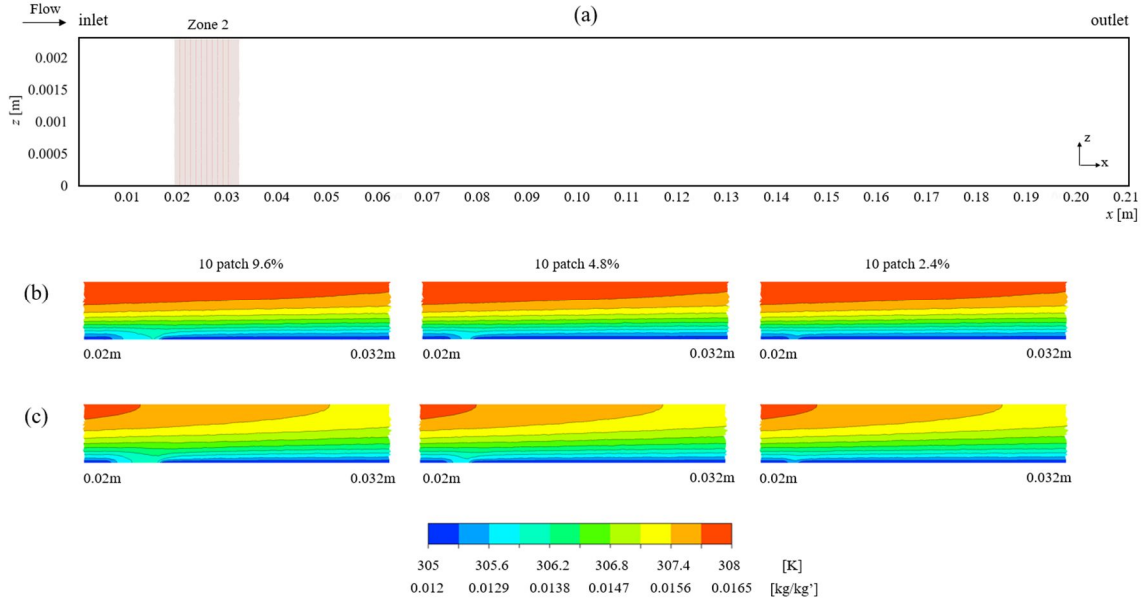 Flow
inlet
Zone 2
(a)
outlet
0.002
0.0015
0.001
0.0005
0
z [m]
z
x
0.01 0.02 0.03 0.04 0.05 0.06 0.07 0.08 0.09 0.10 0.11 0.12 0.13 0.14 0.15 0.16 0.17 0.18 0.19 0.20 0.21
x [m]
10 patch 9.6% 10 patch 4.8% 10 patch 2.4%
(b)
0.02m 0.032m 0.02m 0.032m 0.02m 0.032m
(c)
0.02m 0.032m 0.02m 0.032m 0.02m 0.032m
305 305.6 306.2 306.8 307.4 308 [K]
0.012 0.0129 0.0138 0.0147 0.0156 0.0165 [kg/kg’]